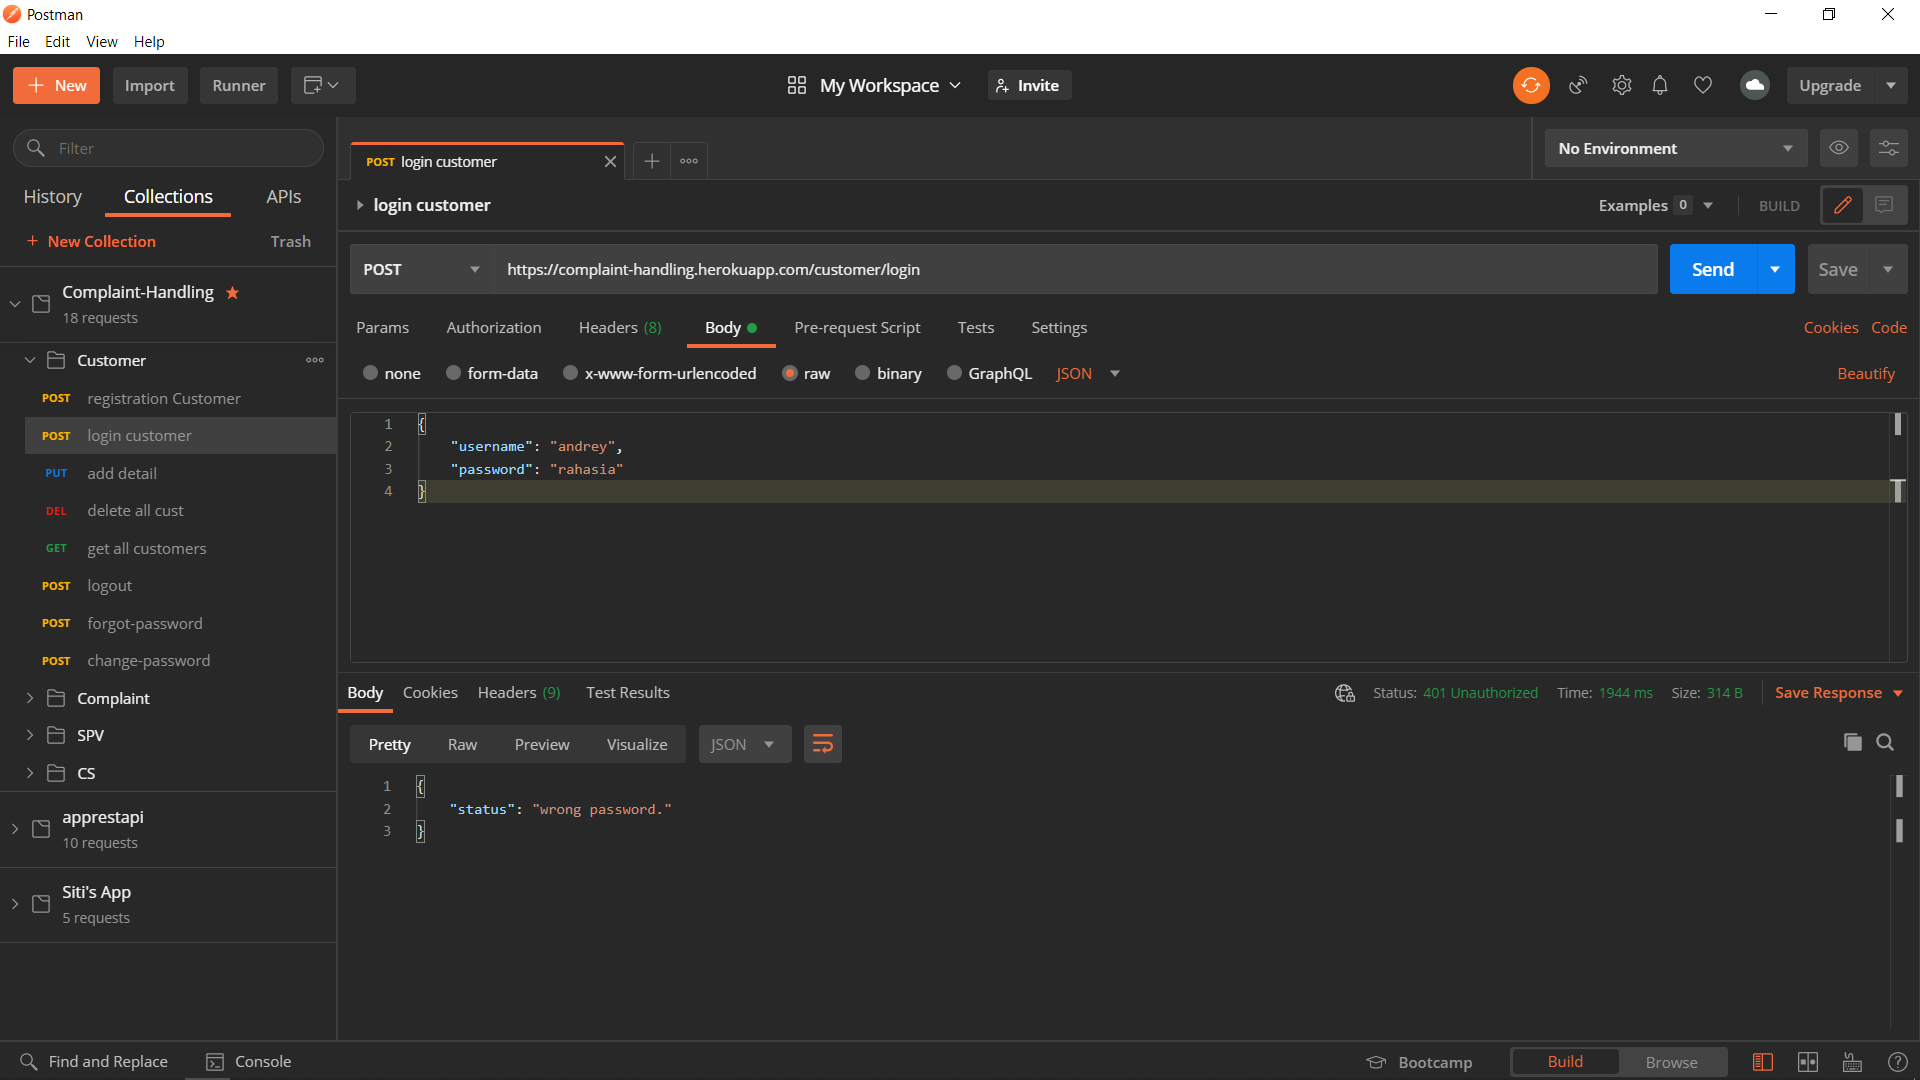 Postman
File Edit View Help
New Import Runner My Workspace Invite Upgrade
Filter
History Collections APIs
New Collection Trash
Complaint-Handling
18 requests
Customer
POST registration Customer
POST login customer
PUT add detail
DEL delete all cust
GET get all customers
POST logout
POST forgot-password
POST change-password
Complaint
SPV
CS
apprestapi
10 requests
Siti's App
5 requests
POST login customer
No Environment
login customer
Examples 0 BUILD
POST https://complaint-handling.herokuapp.com/customer/login Send Save
Params Authorization Headers (8) Body Pre-request Script Tests Settings Cookies Code
none form-data x-www-form-urlencoded raw binary GraphQL JSON Beautify
1 {
2 "username": "andrey",
3 "password": "rahasia"
4 }
Body Cookies Headers (9) Test Results Status: 401 Unauthorized Time: 1944 ms Size: 314 B Save Response
Pretty Raw Preview Visualize JSON
1 {
2 "status": "wrong password."
3 }
Find and Replace Console Bootcamp Build Browse